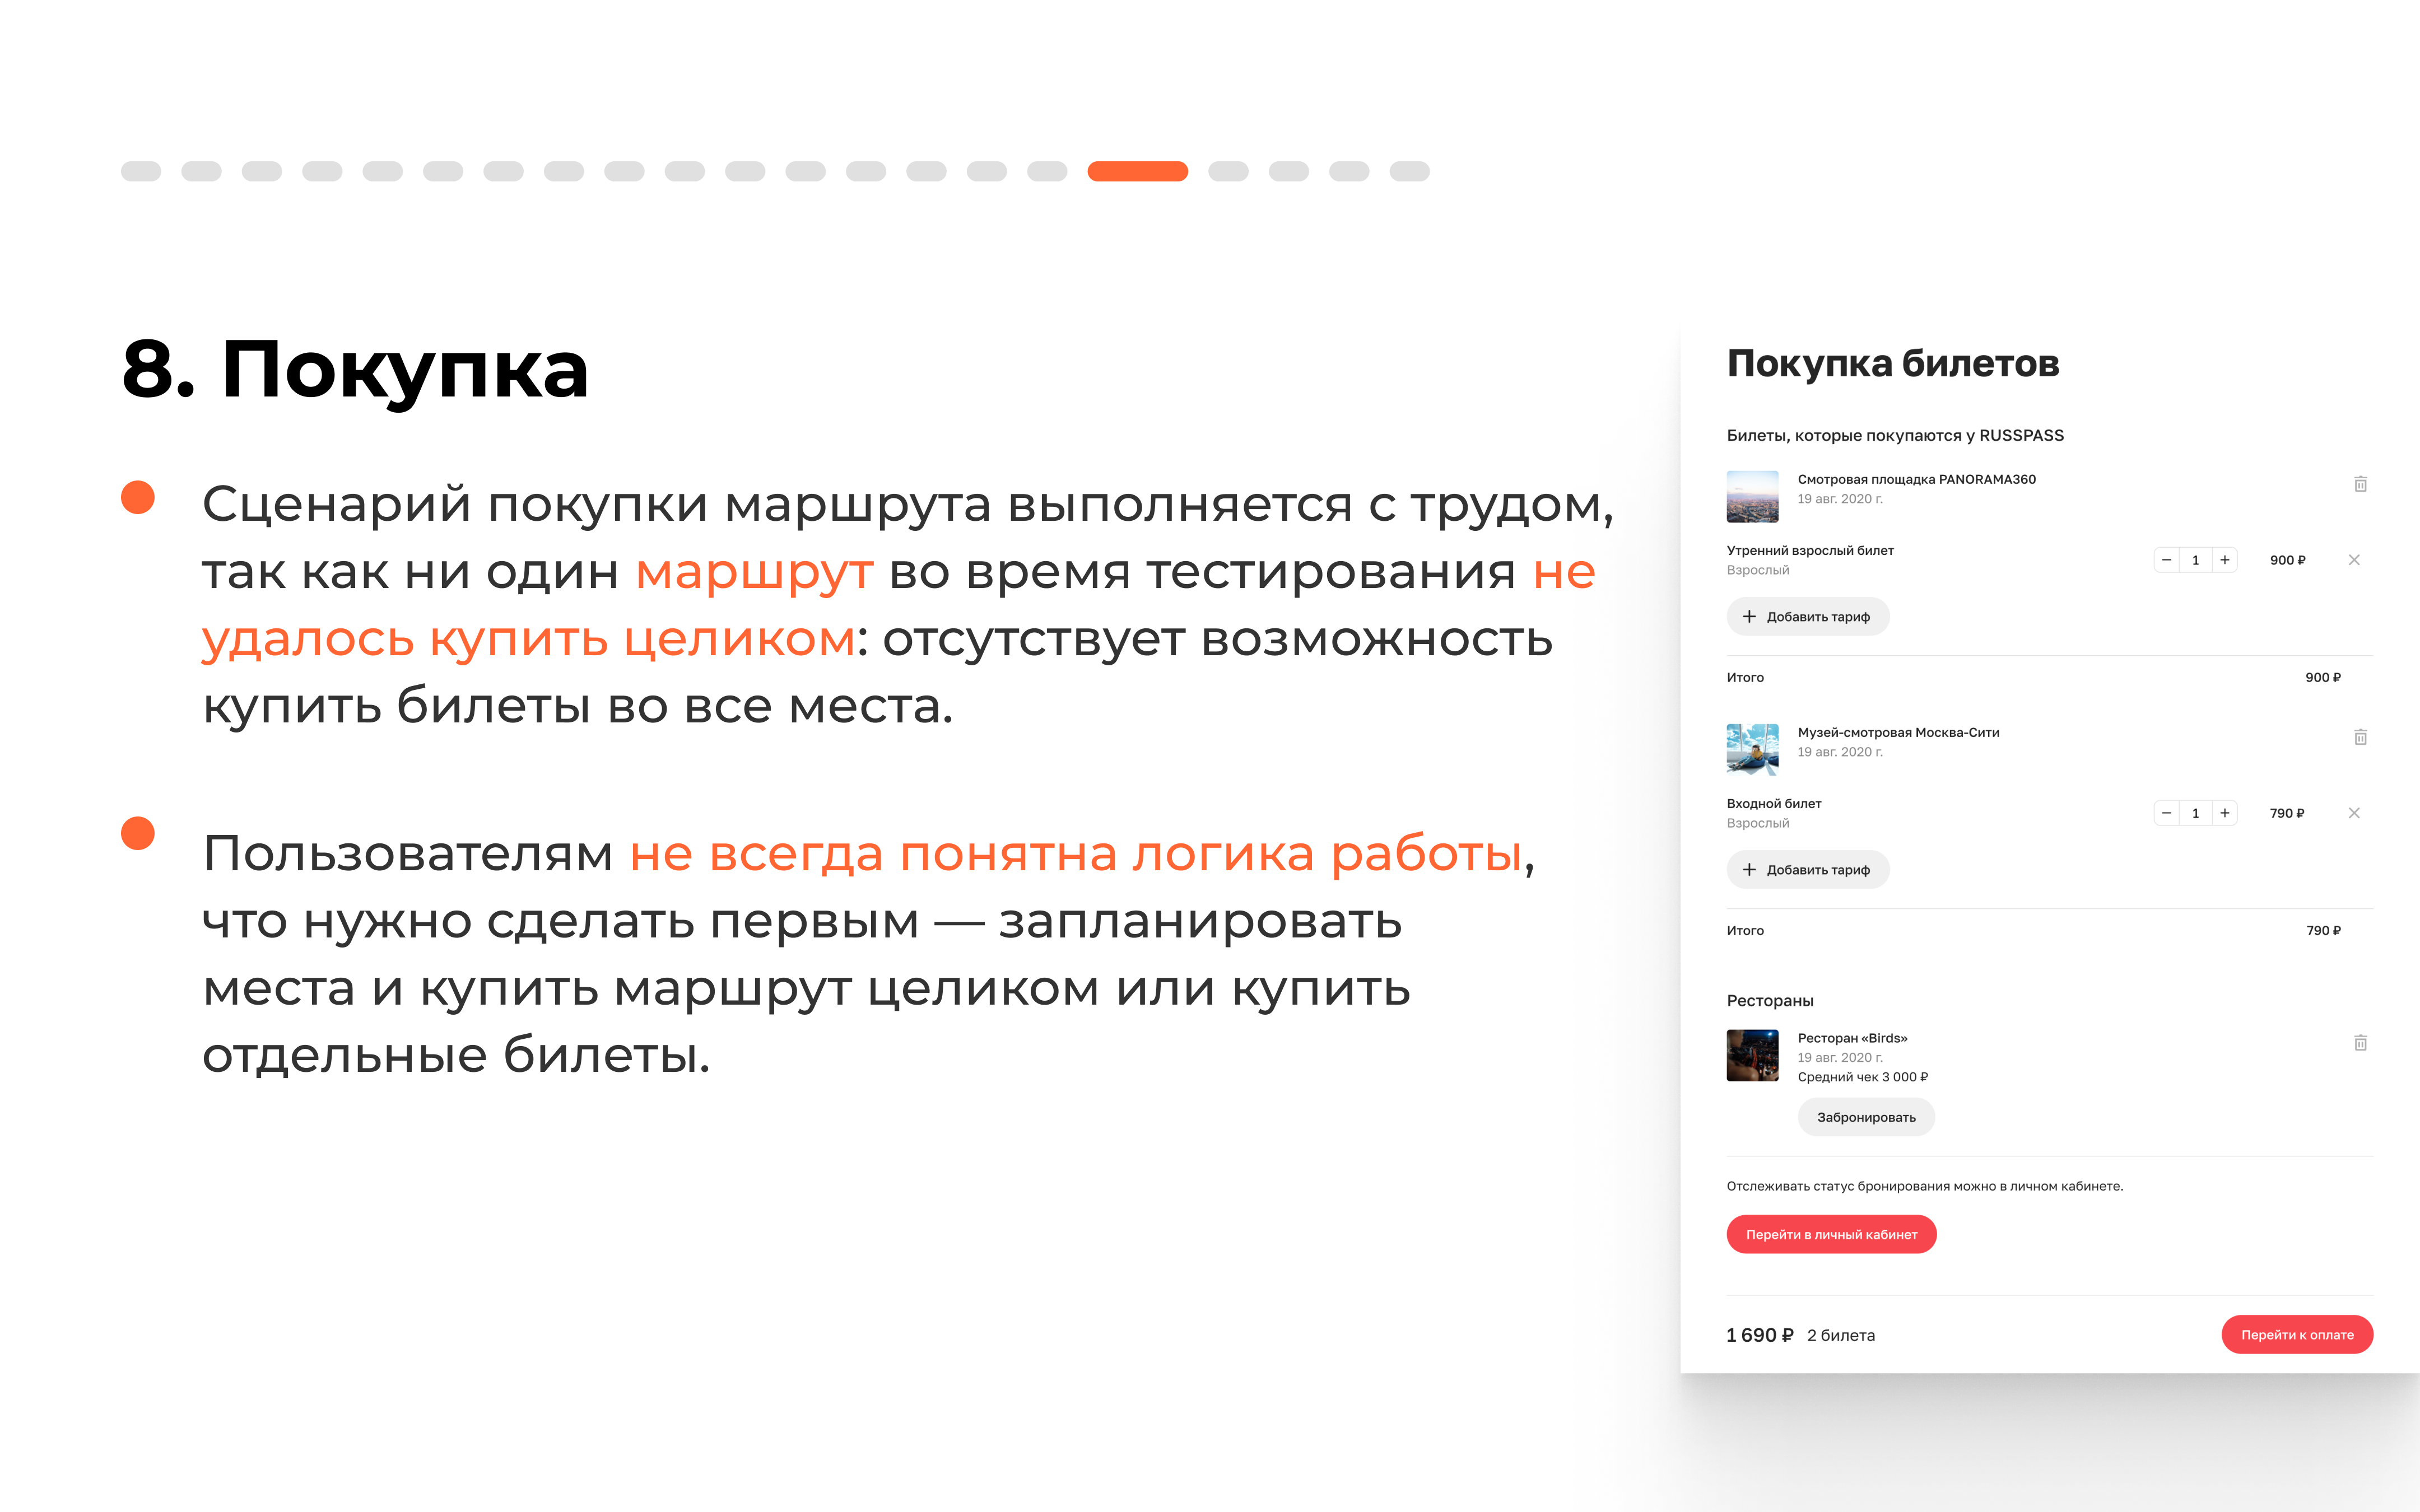 8. Покупка
Сценарий покупки маршрута выполняется с трудом,
так как ни один маршрут во время тестирования не
удалось купить целиком: отсутствует возможность
купить билеты во все места.
Пользователям не всегда понятна логика работы,
что нужно сделать первым — запланировать
места и купить маршрут целиком или купить
отдельные билеты.
Покупка билетов
Билеты, которые покупаются у RUSSPASS
Смотровая площадка PANORAMA360
19 авг. 2020 г.
Утренний взрослый билет
Взрослый
− 1 + 900 ₽ ×
+ Добавить тариф
Итого 900 ₽
Музей-смотровая Москва-Сити
19 авг. 2020 г.
Входной билет
Взрослый
− 1 + 790 ₽ ×
+ Добавить тариф
Итого 790 ₽
Рестораны
Ресторан «Birds»
19 авг. 2020 г.
Средний чек 3 000 ₽
Забронировать
Отслеживать статус бронирования можно в личном кабинете.
Перейти в личный кабинет
1 690 ₽ 2 билета Перейти к оплате